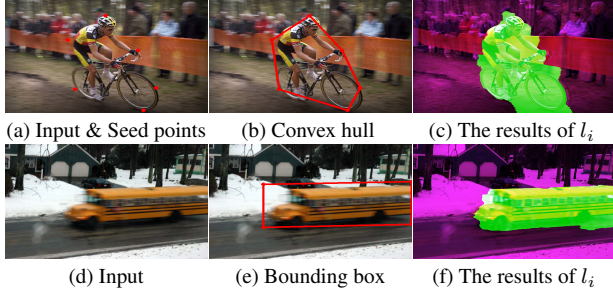 (a) Input & Seed points (b) Convex hull (c) The results of l_i
(d) Input (e) Bounding box (f) The results of l_i